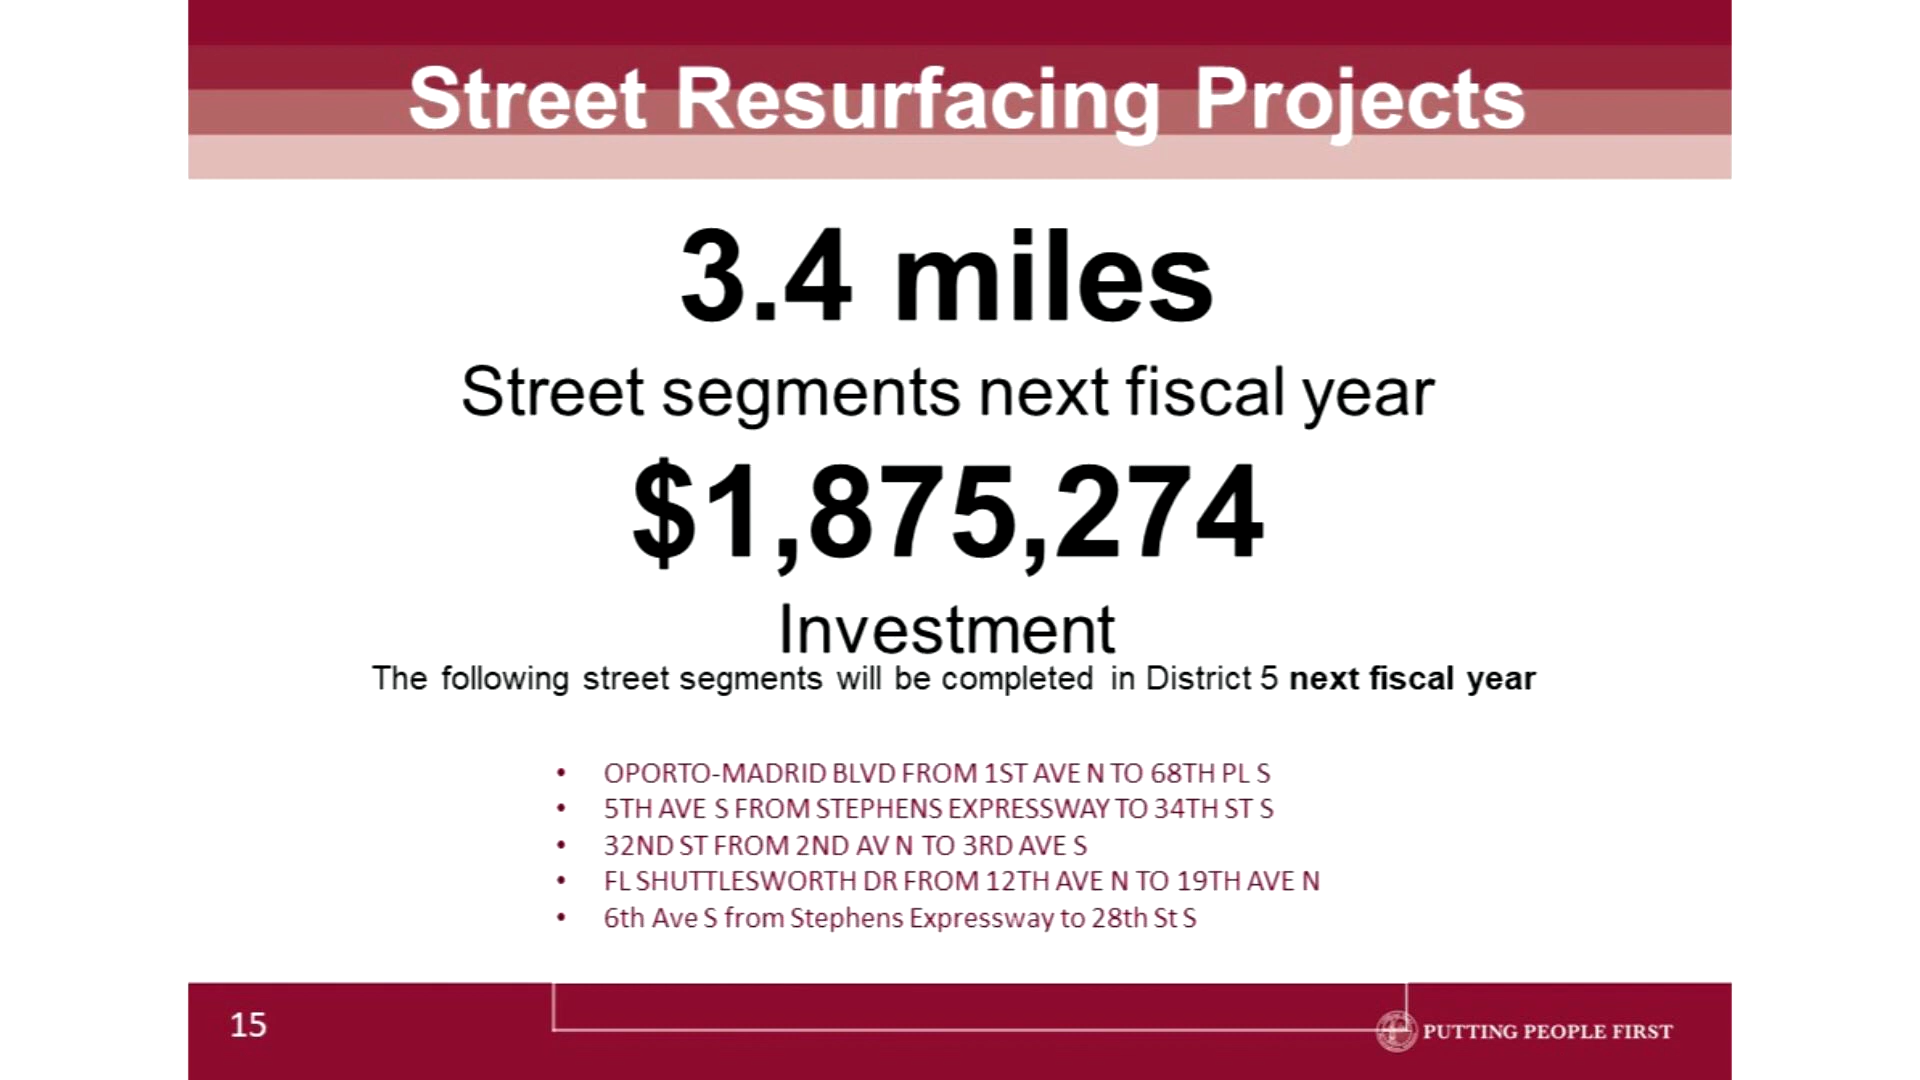 Street Resurfacing Projects
3.4 miles
Street segments next fiscal year
$1,875,274
Investment
The following street segments will be completed in District 5 next fiscal year
• OPORTO-MADRID BLVD FROM 1ST AVE N TO 68TH PL S
• 5TH AVE S FROM STEPHENS EXPRESSWAY TO 34TH ST S
• 32ND ST FROM 2ND AV N TO 3RD AVE S
• FL SHUTTLESWORTH DR FROM 12TH AVE N TO 19TH AVE N
• 6th Ave S from Stephens Expressway to 28th St S
15
PUTTING PEOPLE FIRST